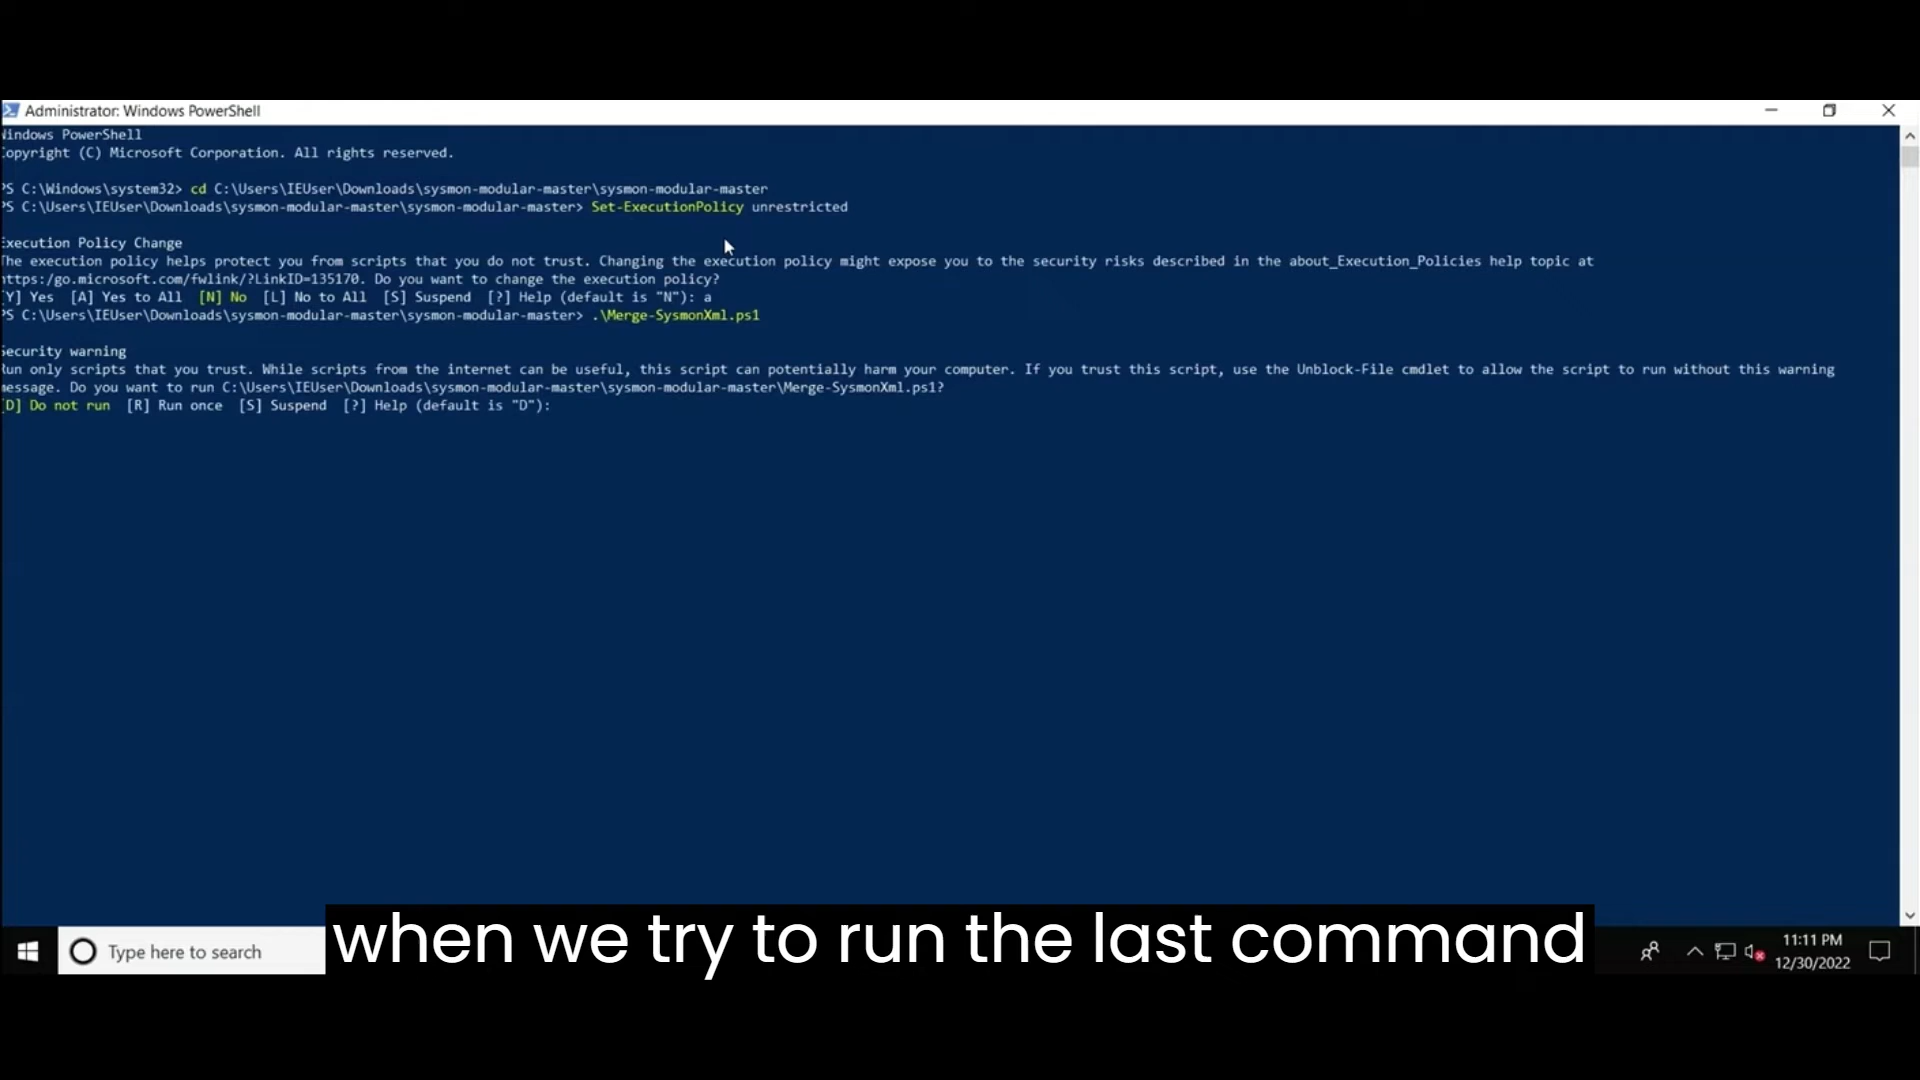 Administrator: Windows PowerShell
Windows PowerShell
Copyright (C) Microsoft Corporation. All rights reserved.
PS C:\Windows\system32> cd C:\Users\IEUser\Downloads\sysmon-modular-master\sysmon-modular-master
PS C:\Users\IEUser\Downloads\sysmon-modular-master\sysmon-modular-master> Set-ExecutionPolicy unrestricted
Execution Policy Change
The execution policy helps protect you from scripts that you do not trust. Changing the execution policy might expose you to the security risks described in the about_Execution_Policies help topic at
https:/go.microsoft.com/fwlink/?LinkID=135170. Do you want to change the execution policy?
[Y] Yes  [A] Yes to All  [N] No  [L] No to All  [S] Suspend  [?] Help (default is "N"): a
PS C:\Users\IEUser\Downloads\sysmon-modular-master\sysmon-modular-master> .\Merge-SysmonXml.ps1
Security warning
Run only scripts that you trust. While scripts from the internet can be useful, this script can potentially harm your computer. If you trust this script, use the Unblock-File cmdlet to allow the script to run without this warning
message. Do you want to run C:\Users\IEUser\Downloads\sysmon-modular-master\sysmon-modular-master\Merge-SysmonXml.ps1?
[D] Do not run  [R] Run once  [S] Suspend  [?] Help (default is "D"):
when we try to run the last command
Type here to search
11:11 PM
12/30/2022